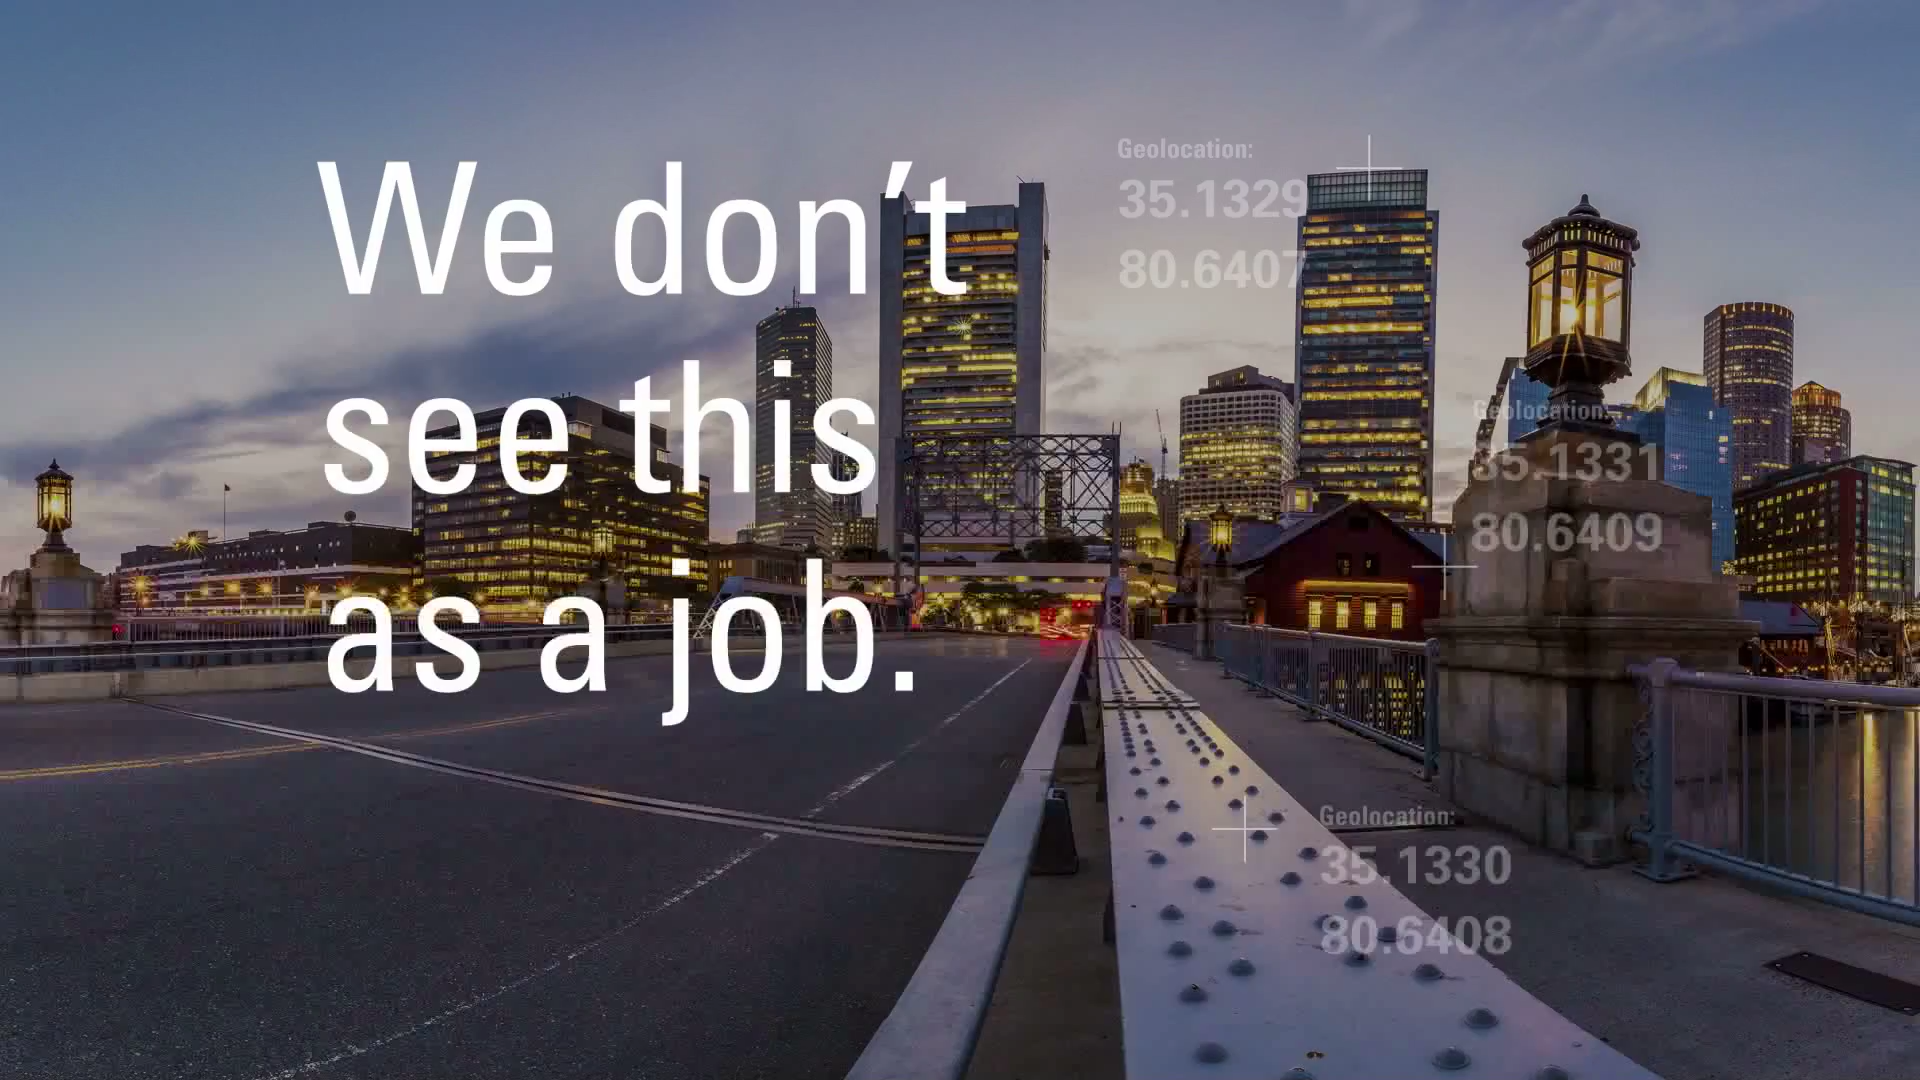 We don't
see this
as a job.
Geolocation:
35.1329
80.6407
Geolocation:
35.1331
80.6409
Geolocation:
35.1330
80.6408